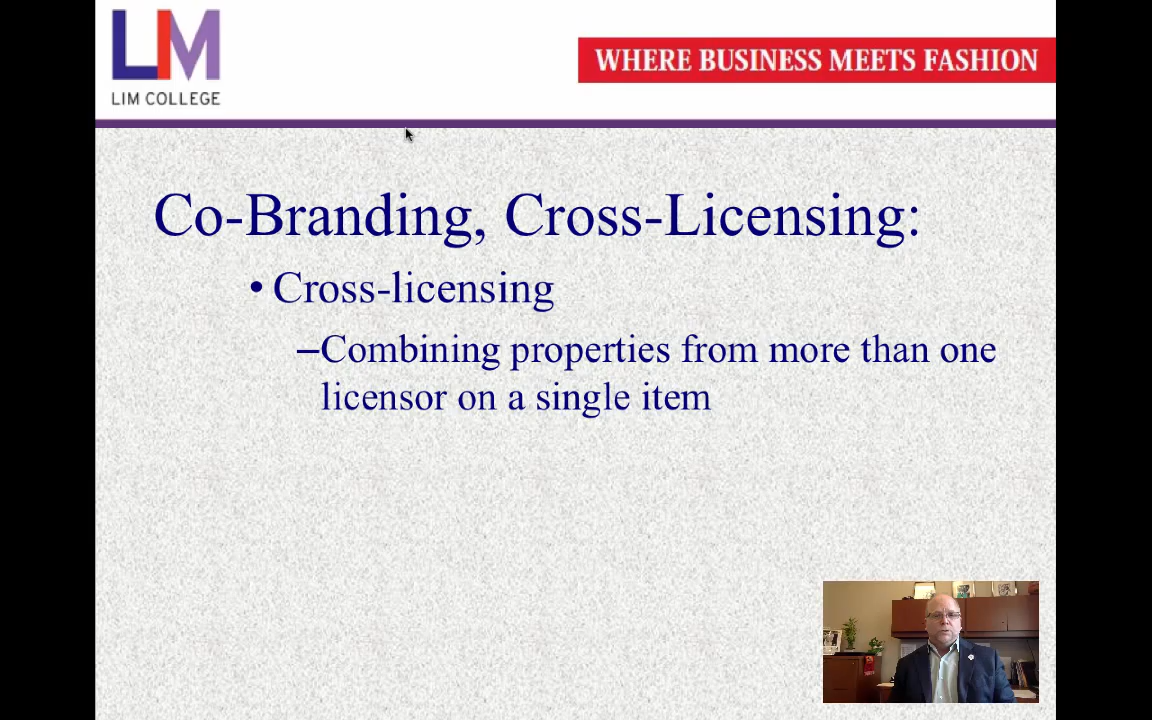 LIM
LIM COLLEGE
WHERE BUSINESS MEETS FASHION
Co-Branding, Cross-Licensing:
• Cross-licensing
–Combining properties from more than one
licensor on a single item